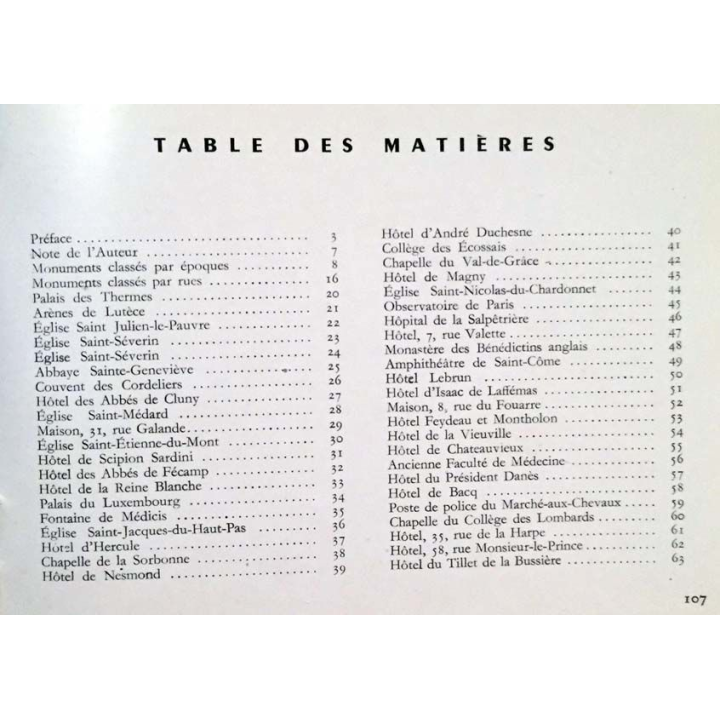 TABLE DES MATIÈRES
Préface 3
Note de l'Auteur 7
Monuments classés par époques 8
Monuments classés par rues 16
Palais des Thermes 20
Arènes de Lutèce 21
Église Saint Julien-le-Pauvre 22
Église Saint-Séverin 23
Église Saint-Séverin 24
Abbaye Sainte-Geneviève 25
Couvent des Cordeliers 26
Hôtel des Abbés de Cluny 27
Église Saint-Médard 28
Maison, 31, rue Galande 29
Église Saint-Étienne-du-Mont 30
Hôtel de Scipion Sardini 31
Hôtel des Abbés de Fécamp 32
Hôtel de la Reine Blanche 33
Palais du Luxembourg 34
Fontaine de Médicis 35
Église Saint-Jacques-du-Haut-Pas 36
Hôtel d'Hercule 37
Chapelle de la Sorbonne 38
Hôtel de Nesmond 39
Hôtel d'André Duchesne 40
Collège des Écossais 41
Chapelle du Val-de-Grâce 42
Hôtel de Magny 43
Église Saint-Nicolas-du-Chardonnet 44
Observatoire de Paris 45
Hôpital de la Salpêtrière 46
Hôtel, 7, rue Valette 47
Monastère des Bénédictins anglais 48
Amphithéâtre de Saint-Côme 49
Hôtel Lebrun 50
Hôtel d'Isaac de Laffémas 51
Maison, 8, rue du Fouarre 52
Hôtel Feydeau et Montholon 53
Hôtel de la Vieuville 54
Hôtel de Chateauvieux 55
Ancienne Faculté de Médecine 56
Hôtel du Président Danès 57
Hôtel de Bacq 58
Poste de police du Marché-aux-Chevaux 59
Chapelle du Collège des Lombards 60
Hôtel, 35, rue de la Harpe 61
Hôtel, 58, rue Monsieur-le-Prince 62
Hôtel du Tillet de la Bussière 63
107